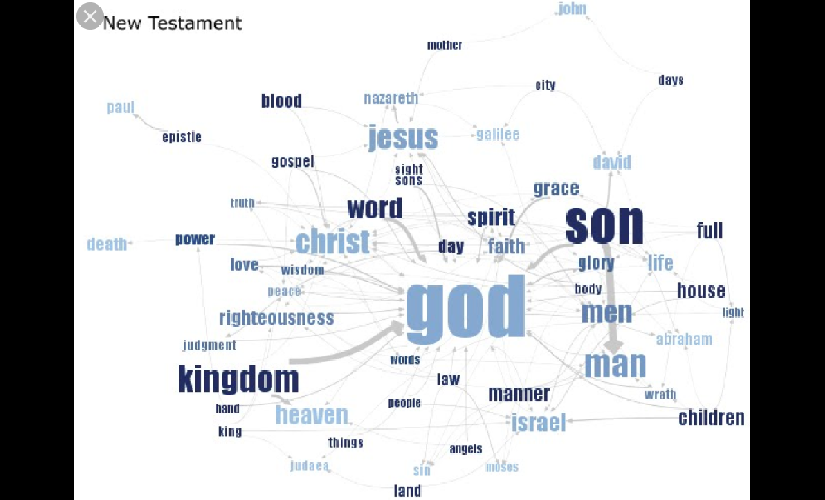 New Testament
john
mother
city
days
paul
blood
nazareth
epistle
jesus
galilee
gospel
sight
sons
david
grace
truth
word
spirit
son
full
death
power
christ
day
faith
love
wisdom
glory
life
peace
body
house
righteousness
god
men
light
judgment
abraham
words
man
kingdom
law
manner
wrath
hand
heaven
people
israel
children
king
things
angels
judaea
sin
moses
land